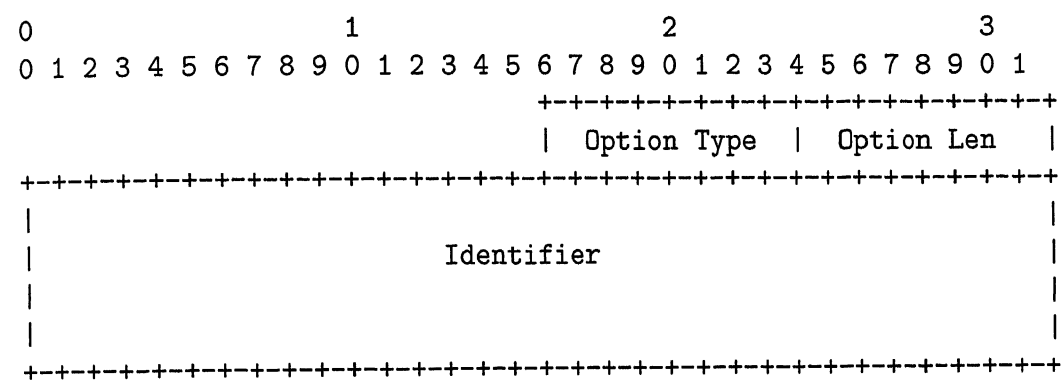 0                   1                   2                   3
0 1 2 3 4 5 6 7 8 9 0 1 2 3 4 5 6 7 8 9 0 1 2 3 4 5 6 7 8 9 0 1
                                +-+-+-+-+-+-+-+-+-+-+-+-+-+-+-+-+
                                |  Option Type  |  Option Len   |
+-+-+-+-+-+-+-+-+-+-+-+-+-+-+-+-+-+-+-+-+-+-+-+-+-+-+-+-+-+-+-+-+
|                                                               |
|                          Identifier                           |
|                                                               |
|                                                               |
+-+-+-+-+-+-+-+-+-+-+-+-+-+-+-+-+-+-+-+-+-+-+-+-+-+-+-+-+-+-+-+-+